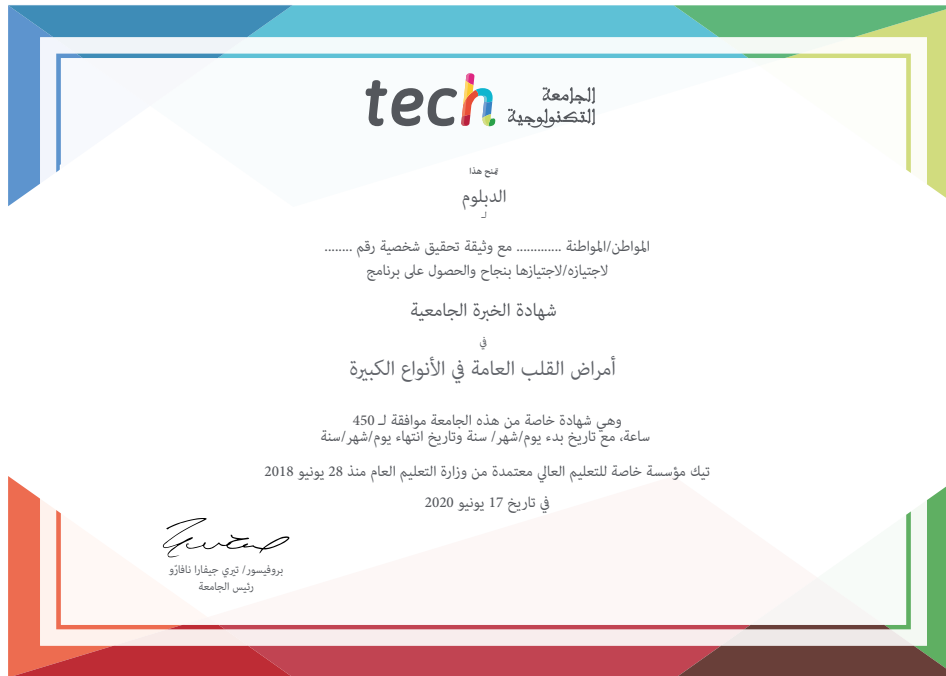 tech الجامعة
التكنولوجية
تمنح هذا
الدبلوم
لـ
المواطن/المواطنة ............. مع وثيقة تحقيق شخصية رقم ........
لاجتيازه/لاجتيازها بنجاح والحصول على برنامج
شهادة الخبرة الجامعية
في
أمراض القلب العامة في الأنواع الكبيرة
وهي شهادة خاصة من هذه الجامعة موافقة لـ 450
ساعة، مع تاريخ بدء يوم/شهر/ سنة وتاريخ انتهاء يوم/شهر/سنة
تيك مؤسسة خاصة للتعليم العالي معتمدة من وزارة التعليم العام منذ 28 يونيو 2018
في تاريخ 17 يونيو 2020
بروفيسور/ تيري جيفارا نافارّو
رئيس الجامعة